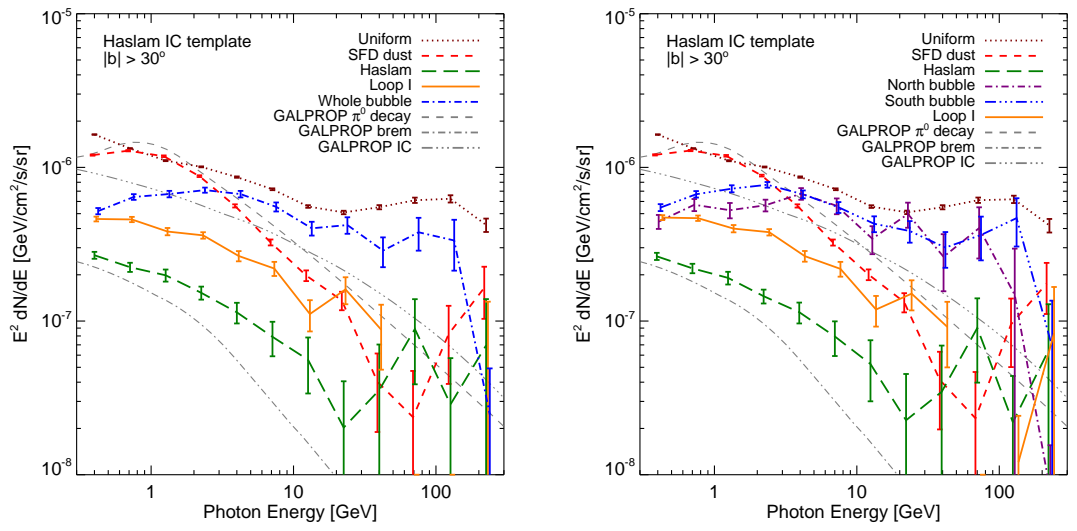 Haslam IC template
|b| > 30°
Uniform
SFD dust
Haslam
Loop I
Whole bubble
GALPROP π⁰ decay
GALPROP brem
GALPROP IC
10⁻⁵
10⁻⁶
10⁻⁷
10⁻⁸
E² dN/dE [GeV/cm²/s/sr]
1 10 100
Photon Energy [GeV]
Haslam IC template
|b| > 30°
Uniform
SFD dust
Haslam
North bubble
South bubble
Loop I
GALPROP π⁰ decay
GALPROP brem
GALPROP IC
10⁻⁵
10⁻⁶
10⁻⁷
10⁻⁸
E² dN/dE [GeV/cm²/s/sr]
1 10 100
Photon Energy [GeV]